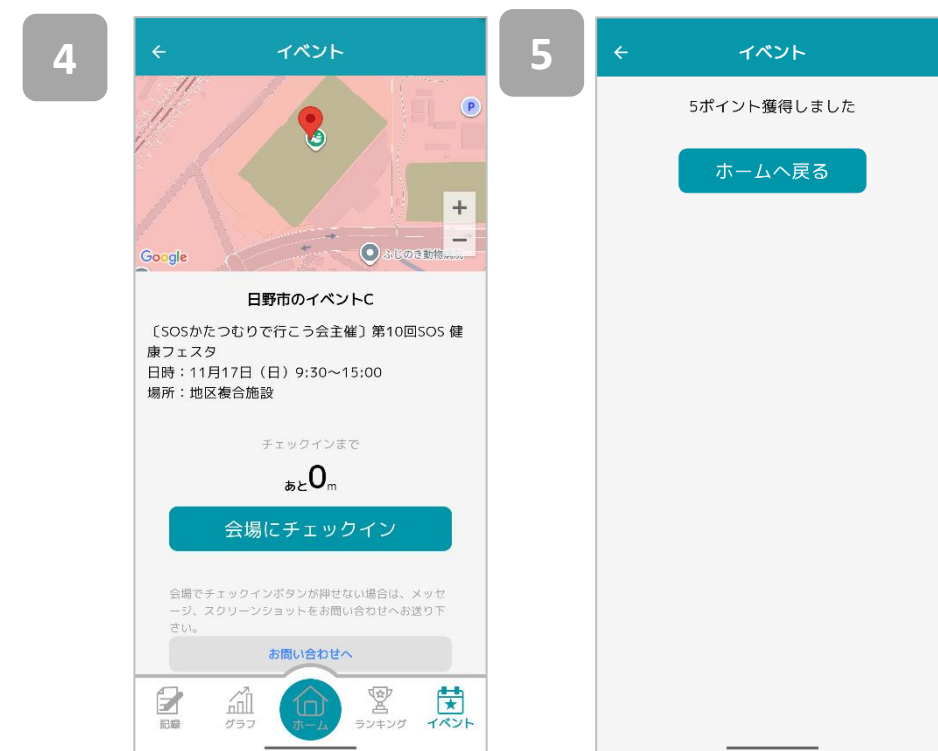 4
イベント
P
+
−
Google
ふじのき動物病院
日野市のイベントC
〔SOSかたつむりで行こう会主催〕第10回SOS 健
康フェスタ
日時：11月17日（日）9:30～15:00
場所：地区複合施設
チェックインまで
あと0m
会場にチェックイン
会場でチェックインボタンが押せない場合は、メッセ
ージ、スクリーンショットをお問い合わせへお送り下
さい。
お問い合わせへ
記録
グラフ
ホーム
ランキング
イベント
5
イベント
5ポイント獲得しました
ホームへ戻る